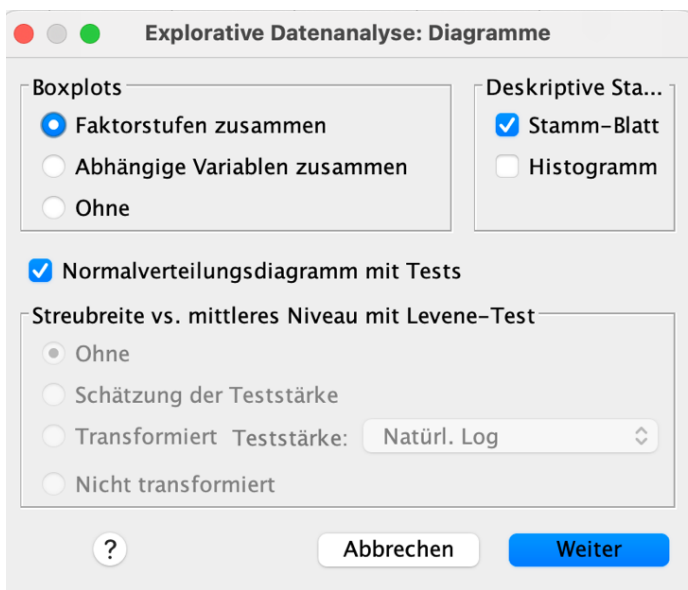 Explorative Datenanalyse: Diagramme
Boxplots
Faktorstufen zusammen
Abhängige Variablen zusammen
Ohne
Deskriptive Sta...
Stamm-Blatt
Histogramm
Normalverteilungsdiagramm mit Tests
Streubreite vs. mittleres Niveau mit Levene-Test
Ohne
Schätzung der Teststärke
Transformiert Teststärke: Natürl. Log
Nicht transformiert
? Abbrechen Weiter